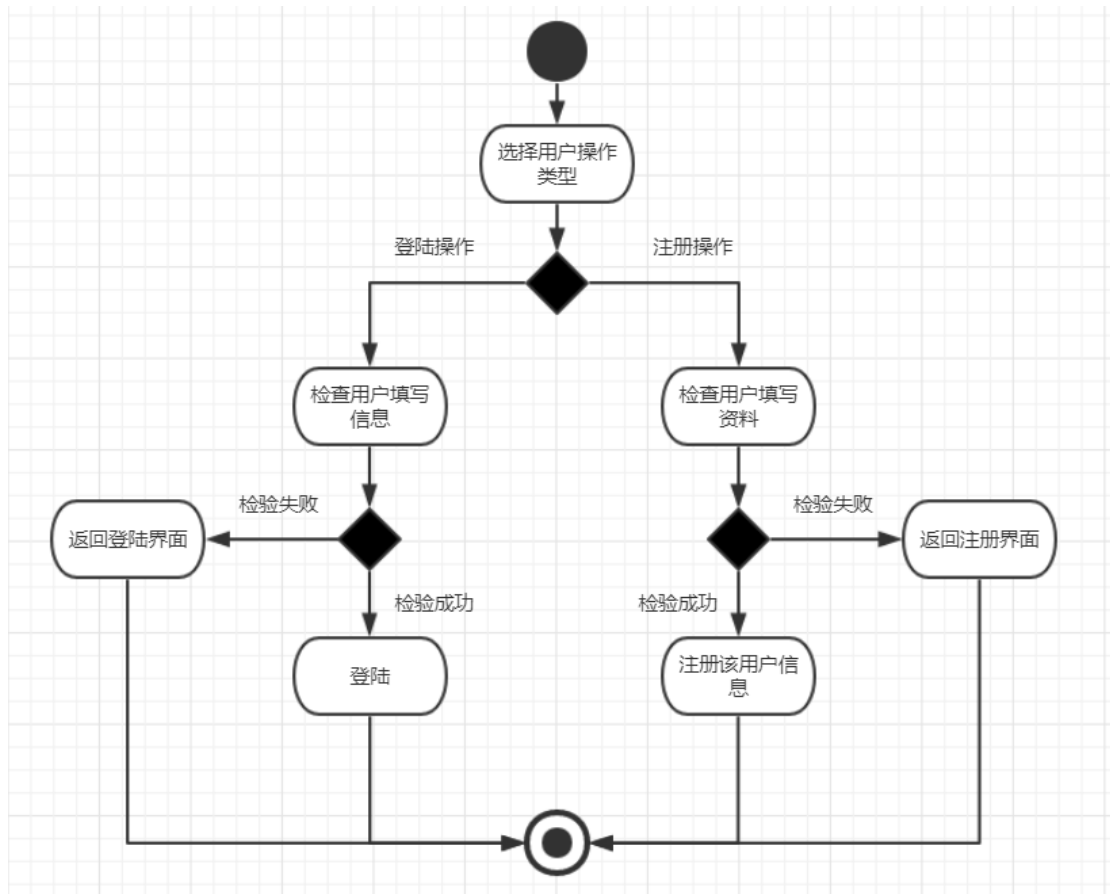 选择用户操作
类型
登陆操作
注册操作
检查用户填写
信息
检查用户填写
资料
检验失败
检验失败
返回登陆界面
返回注册界面
检验成功
检验成功
登陆
注册该用户信
息